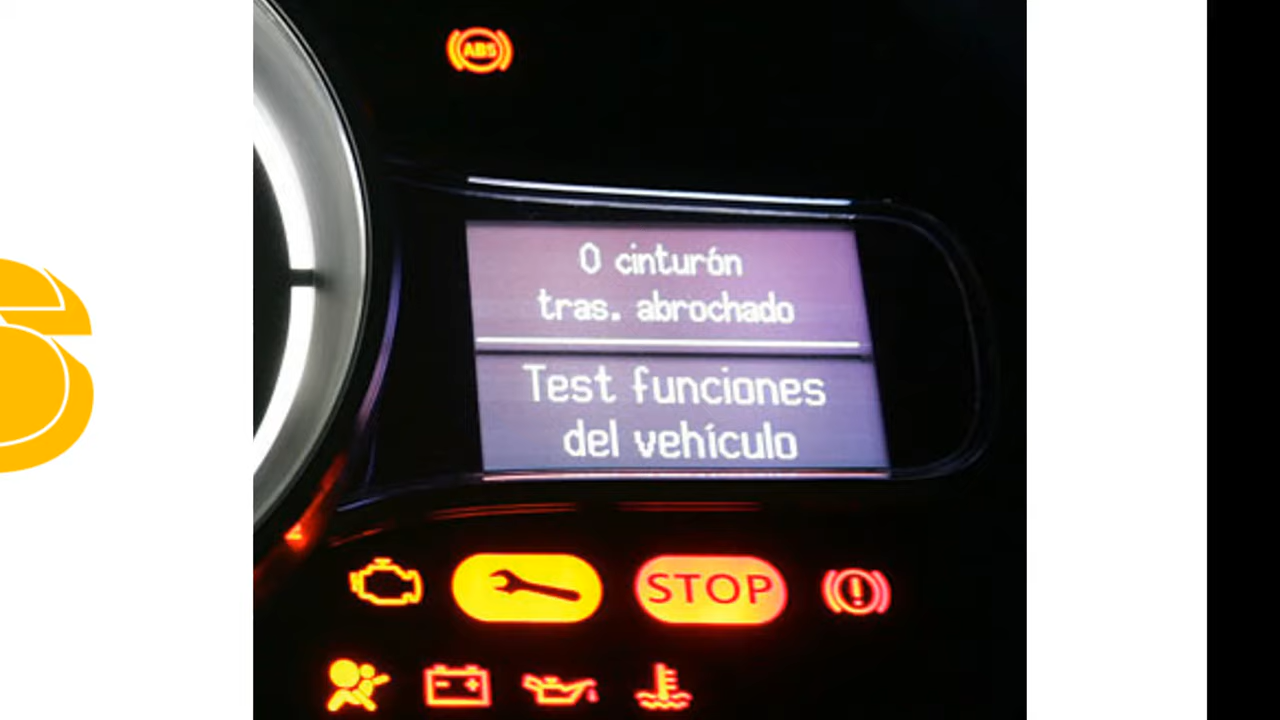 ABS
0 cinturón
tras. abrochado
Test funciones
del vehículo
STOP